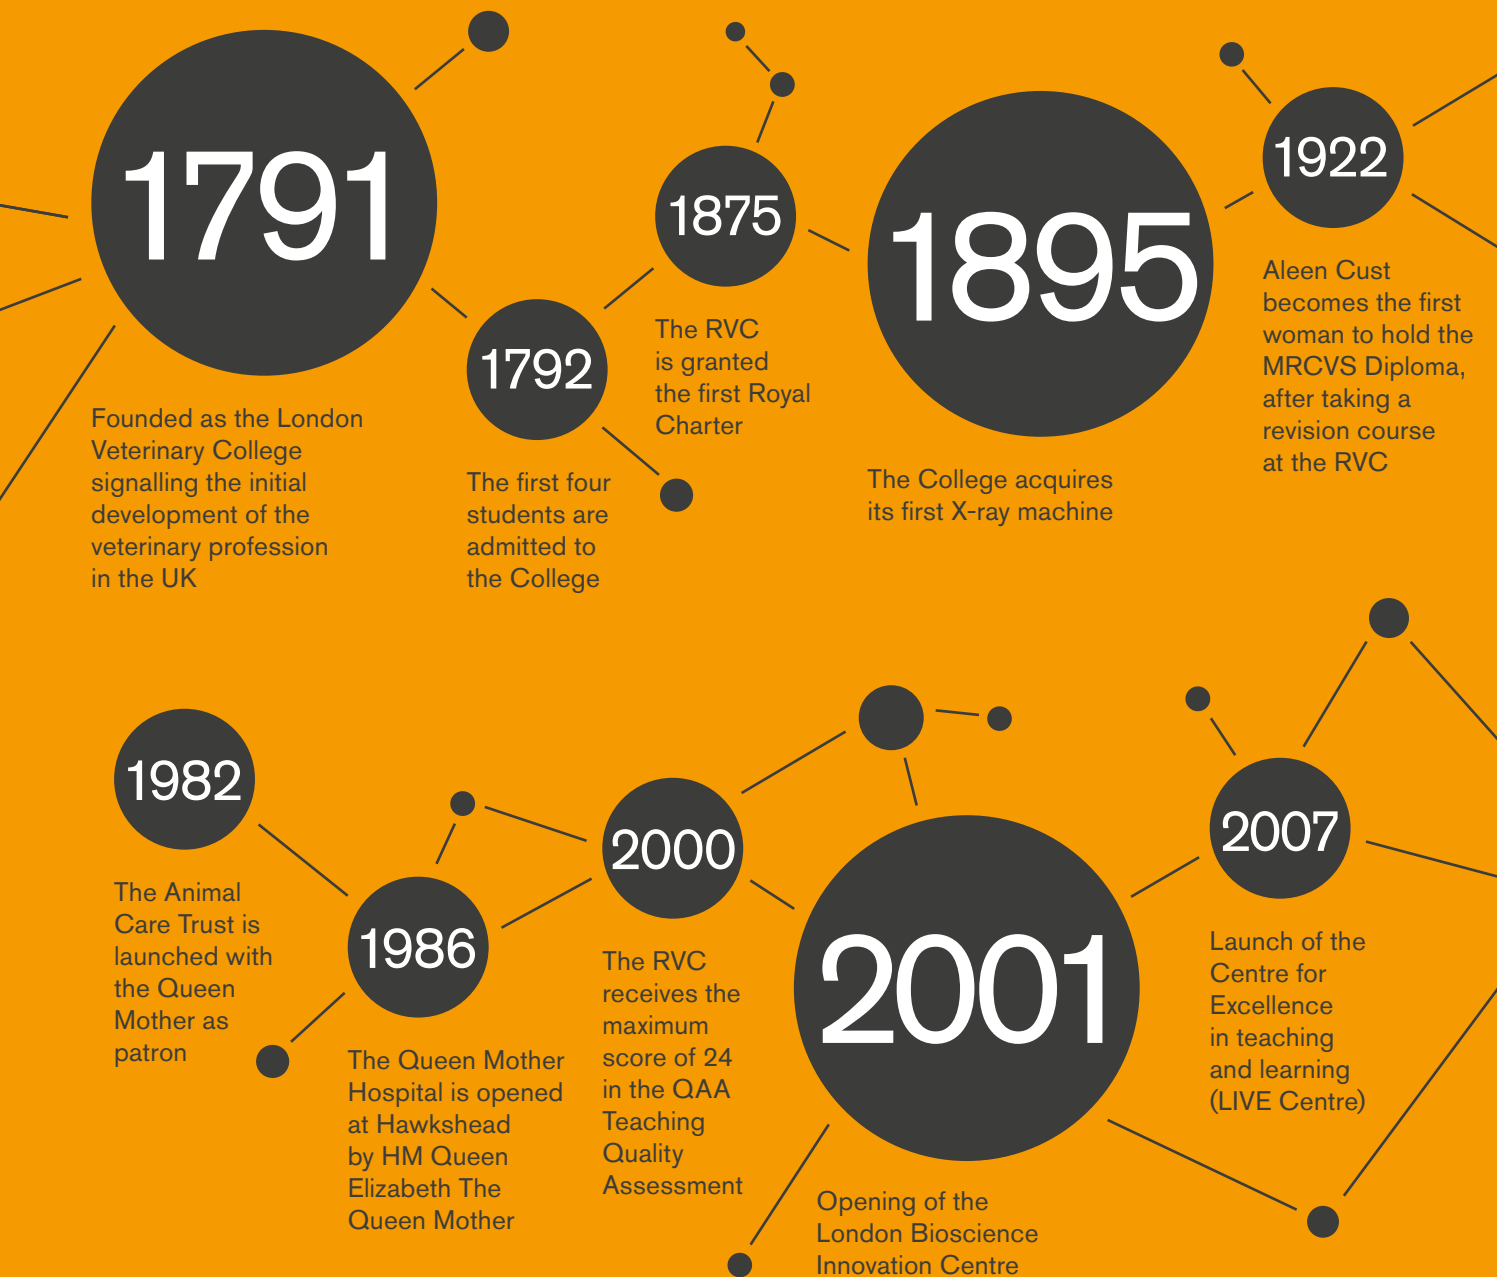 1791
Founded as the London
Veterinary College
signalling the initial
development of the
veterinary profession
in the UK
1792
The first four
students are
admitted to
the College
1875
The RVC
is granted
the first Royal
Charter
1895
The College acquires
its first X-ray machine
1922
Aleen Cust
becomes the first
woman to hold the
MRCVS Diploma,
after taking a
revision course
at the RVC
1982
The Animal
Care Trust is
launched with
the Queen
Mother as
patron
1986
The Queen Mother
Hospital is opened
at Hawkshead
by HM Queen
Elizabeth The
Queen Mother
2000
The RVC
receives the
maximum
score of 24
in the QAA
Teaching
Quality
Assessment
2001
Opening of the
London Bioscience
Innovation Centre
2007
Launch of the
Centre for
Excellence
in teaching
and learning
(LIVE Centre)